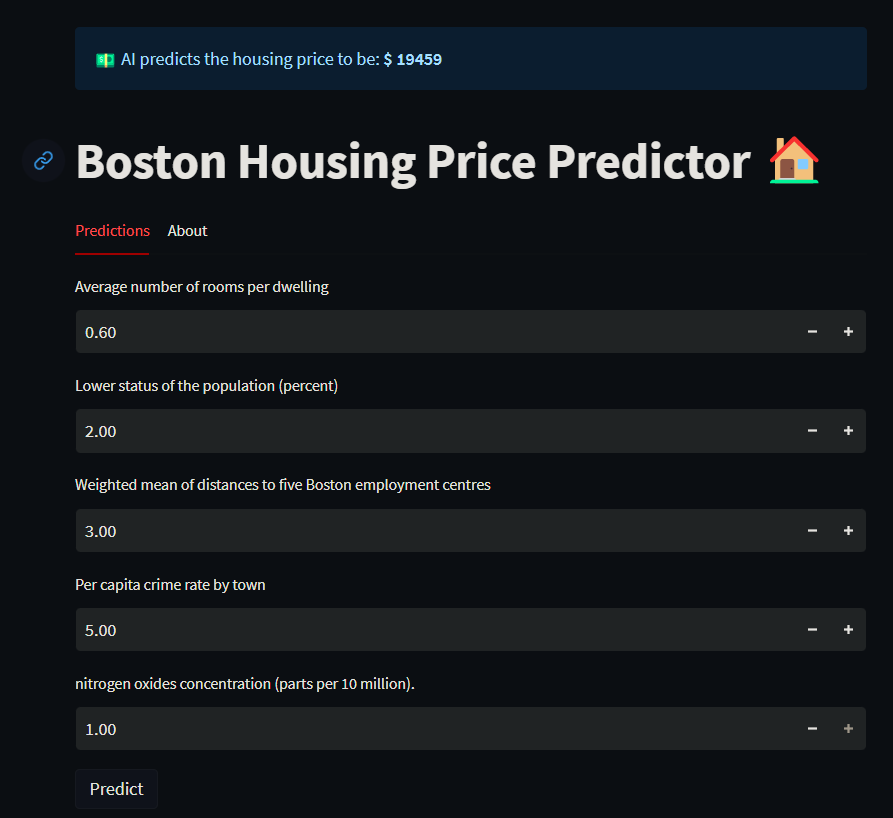 AI predicts the housing price to be: $ 19459
Boston Housing Price Predictor
Predictions About
Average number of rooms per dwelling
0.60
Lower status of the population (percent)
2.00
Weighted mean of distances to five Boston employment centres
3.00
Per capita crime rate by town
5.00
nitrogen oxides concentration (parts per 10 million).
1.00
Predict